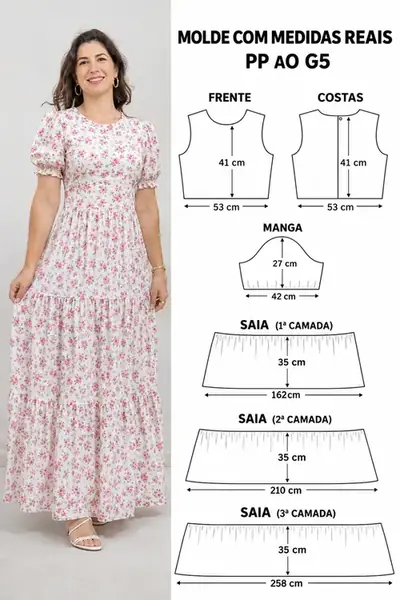 MOLDE COM MEDIDAS REAIS
PP AO G5
FRENTE
COSTAS
41 cm
41 cm
53 cm
53 cm
MANGA
27 cm
42 cm
SAIA (1ª CAMADA)
35 cm
162cm
SAIA (2ª CAMADA)
35 cm
210 cm
SAIA (3ª CAMADA)
35 cm
258 cm